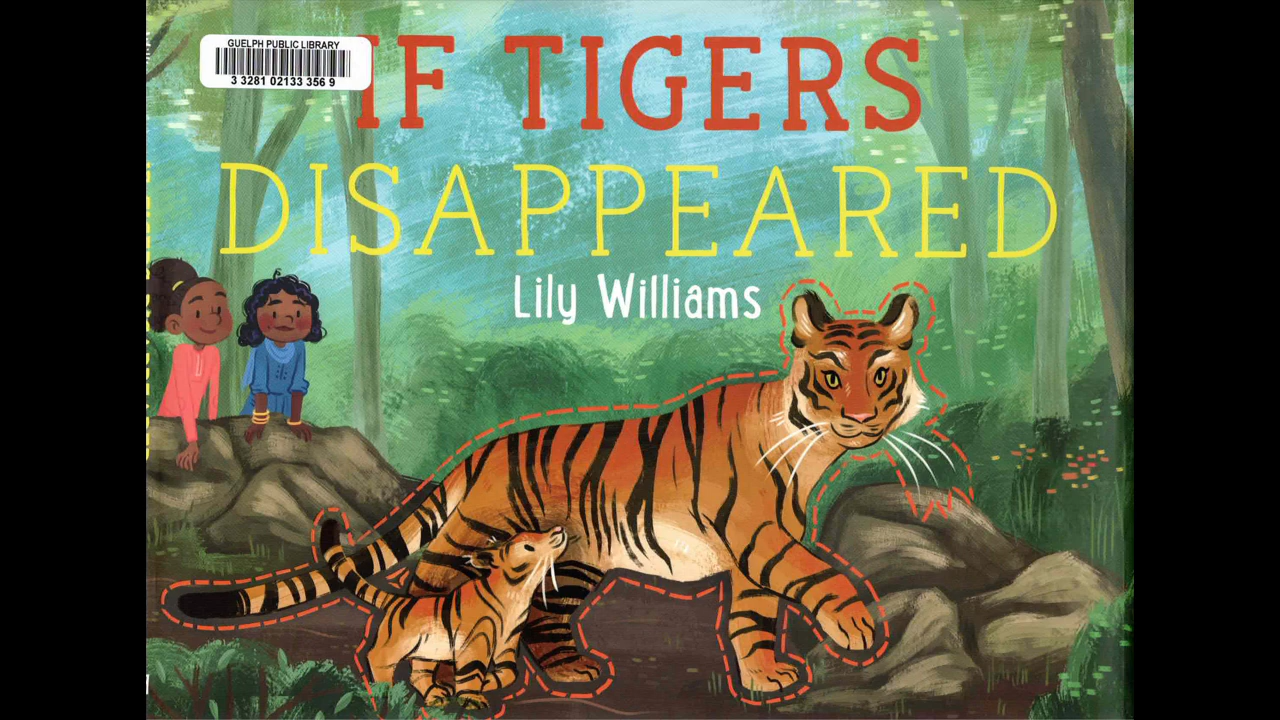 GUELPH PUBLIC LIBRARY
3 3281 02133 356 9
IF TIGERS
DISAPPEARED
Lily Williams